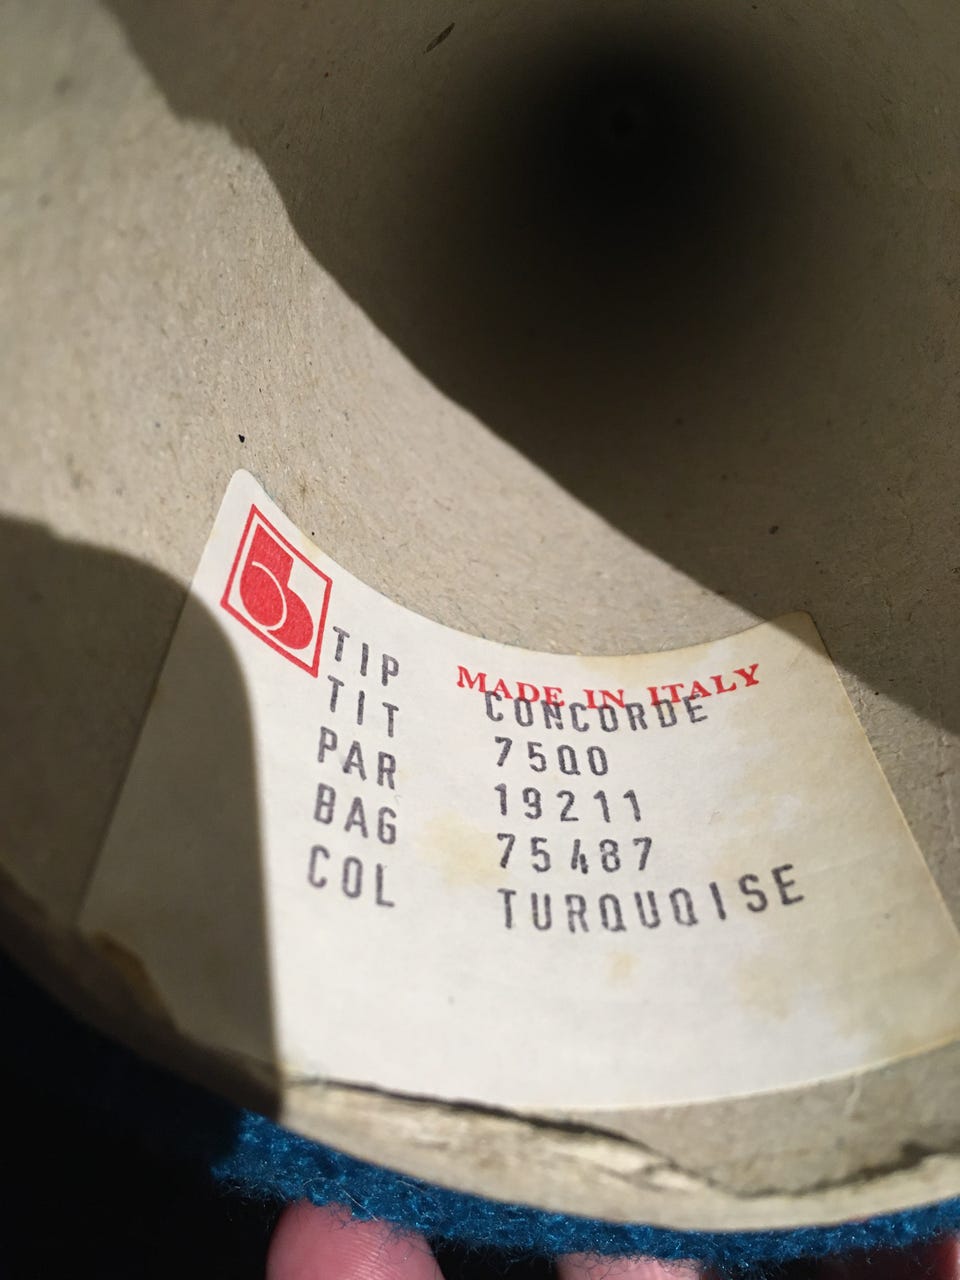 MADE IN ITALY
TIP CONCORDE
TIT 7500
PAR 19211
BAG 75487
COL TURQUOISE